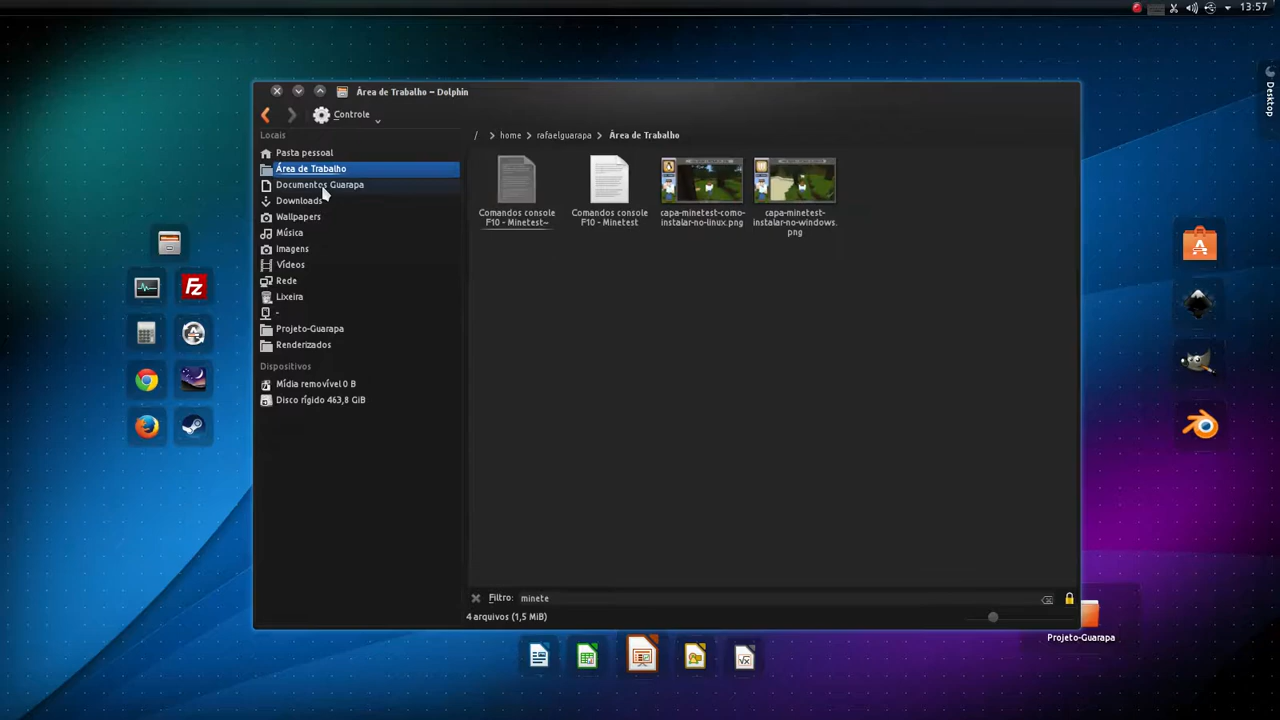 13:57
Desktop
Área de Trabalho – Dolphin
Controle
Locais
/ home rafaelguarapa Área de Trabalho
Pasta pessoal
Área de Trabalho
Documentos Guarapa
Downloads
Wallpapers
Música
Imagens
Vídeos
Rede
Lixeira
-
Projeto-Guarapa
Renderizados
Dispositivos
Mídia removível 0 B
Disco rígido 463,8 GiB
Comandos console
F10 - Minetest~
Comandos console
F10 - Minetest
capa-minetest-como-
instalar-no-linux.png
capa-minetest-
instalar-no-windows.
png
Filtro: minete
4 arquivos (1,5 MiB)
Projeto-Guarapa